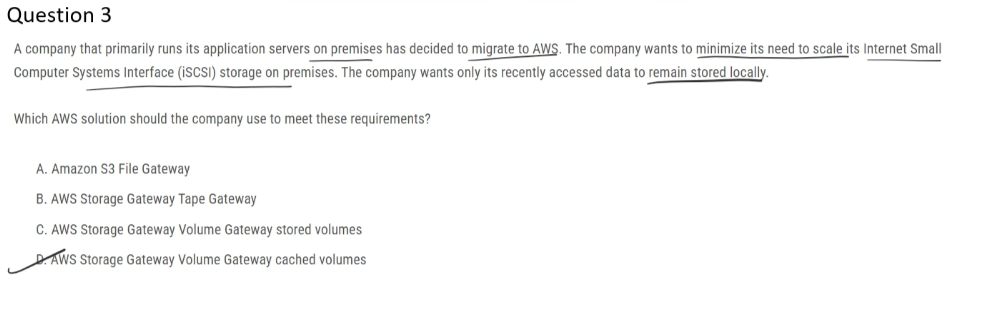 Question 3
A company that primarily runs its application servers on premises has decided to migrate to AWS. The company wants to minimize its need to scale its Internet Small
Computer Systems Interface (iSCSI) storage on premises. The company wants only its recently accessed data to remain stored locally.
Which AWS solution should the company use to meet these requirements?
A. Amazon S3 File Gateway
B. AWS Storage Gateway Tape Gateway
C. AWS Storage Gateway Volume Gateway stored volumes
D. AWS Storage Gateway Volume Gateway cached volumes